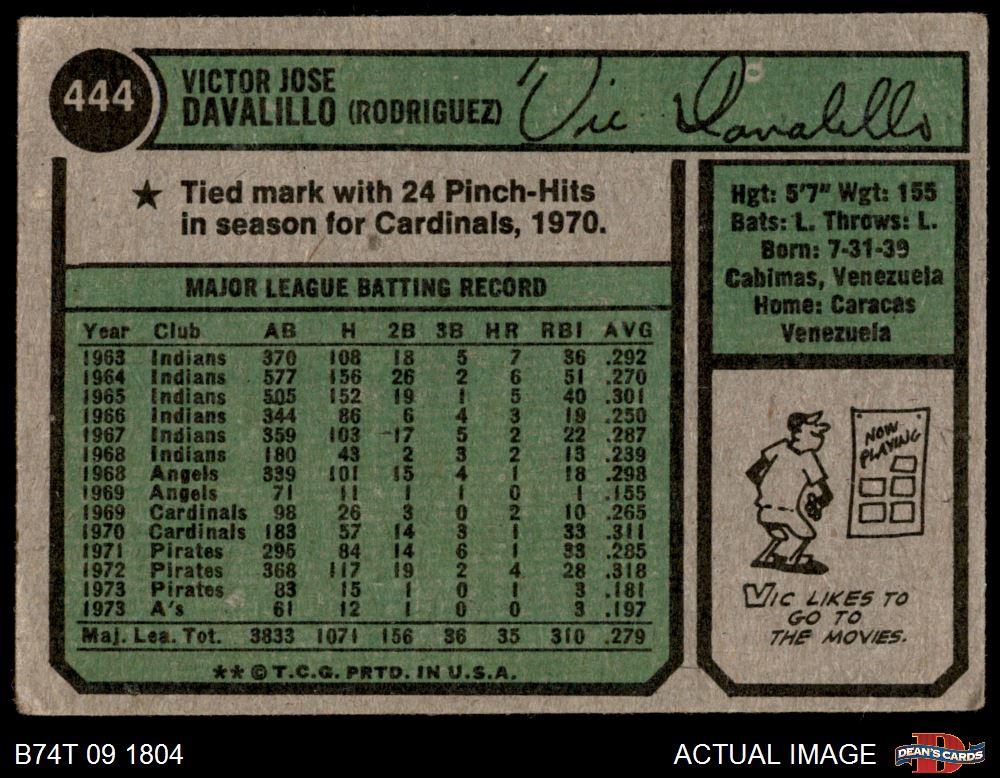 444
VICTOR JOSE
DAVALILLO (RODRIGUEZ)
Vic Davalillo
★ Tied mark with 24 Pinch-Hits
in season for Cardinals, 1970.
MAJOR LEAGUE BATTING RECORD
Year Club AB H 2B 3B HR RBI AVG
1963 Indians 370 108 18 5 7 36 .292
1964 Indians 577 156 26 2 6 51 .270
1965 Indians 505 152 19 1 5 40 .301
1966 Indians 344 86 6 4 3 19 .250
1967 Indians 359 103 17 5 2 22 .287
1968 Indians 180 43 2 3 2 13 .239
1968 Angels 339 101 15 4 1 18 .298
1969 Angels 71 11 1 1 0 1 .155
1969 Cardinals 98 26 3 0 2 10 .265
1970 Cardinals 183 57 14 3 1 33 .311
1971 Pirates 295 84 14 6 1 33 .285
1972 Pirates 368 117 19 2 4 28 .318
1973 Pirates 83 15 1 0 1 3 .181
1973 A's 61 12 1 0 0 3 .197
Maj. Lea. Tot. 3833 1071 156 36 35 310 .279
** © T.C.G. PRTD. IN U.S.A.
Hgt: 5'7" Wgt: 155
Bats: L. Throws: L.
Born: 7-31-39
Cabimas, Venezuela
Home: Caracas
Venezuela
NOW
PLAYING
VIC LIKES TO
GO TO
THE MOVIES.
B74T 09 1804
ACTUAL IMAGE
DEAN'S CARDS